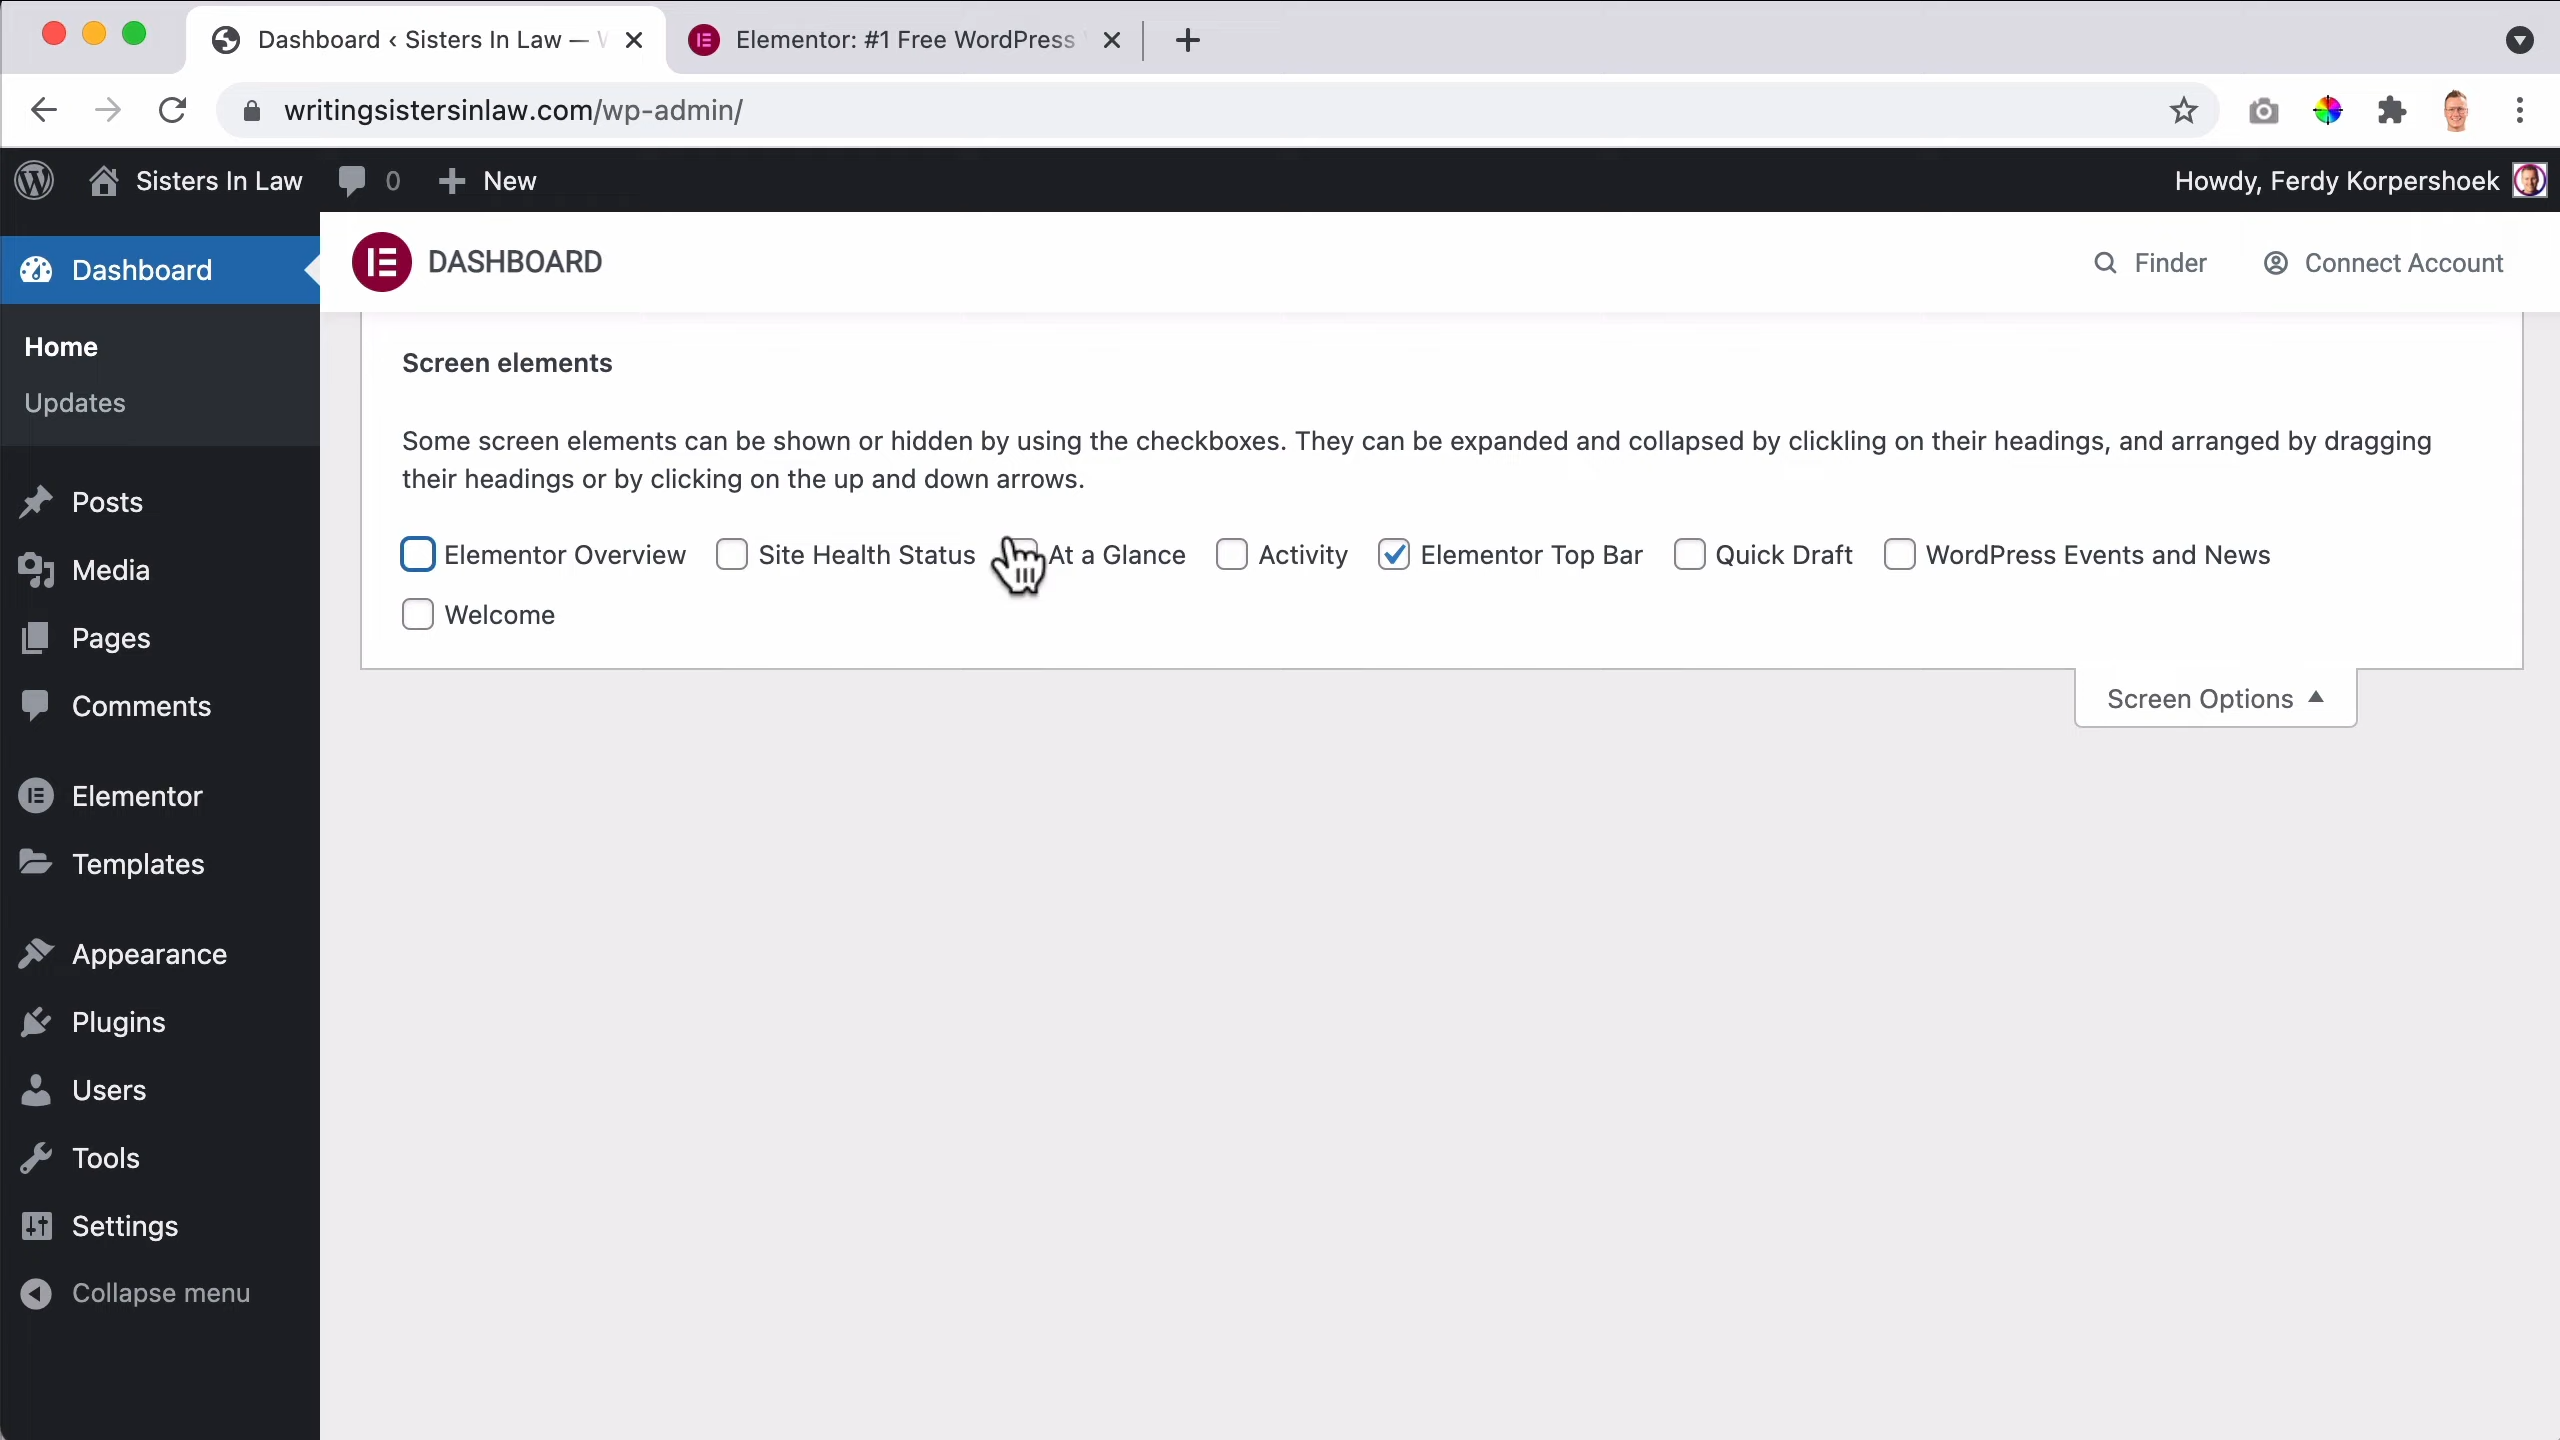 Dashboard ‹ Sisters In Law —
Elementor: #1 Free WordPress
writingsistersinlaw.com/wp-admin/
Sisters In Law
0
New
Howdy, Ferdy Korpershoek
Dashboard
DASHBOARD
Finder
Connect Account
Home
Updates
Posts
Media
Pages
Comments
Elementor
Templates
Appearance
Plugins
Users
Tools
Settings
Collapse menu
Screen elements
Some screen elements can be shown or hidden by using the checkboxes. They can be expanded and collapsed by clickling on their headings, and arranged by dragging
their headings or by clicking on the up and down arrows.
Elementor Overview
Site Health Status
At a Glance
Activity
Elementor Top Bar
Quick Draft
WordPress Events and News
Welcome
Screen Options